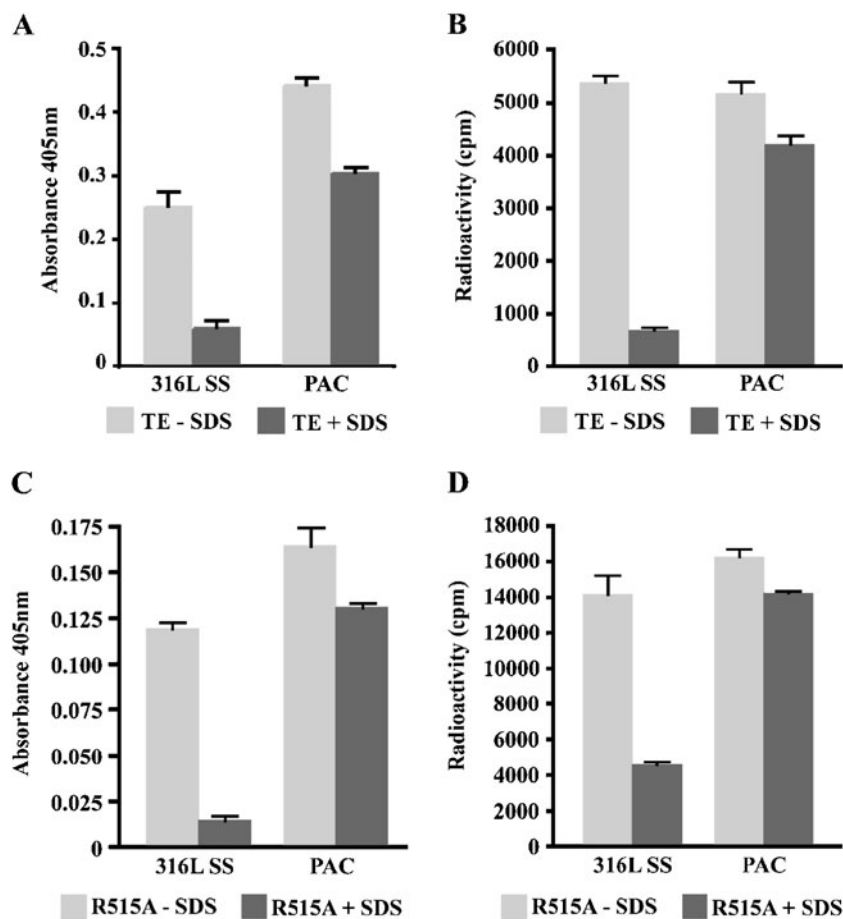 A
Absorbance 405nm
0.5
0.4
0.3
0.2
0.1
0
316L SS PAC
TE - SDS TE + SDS
B
Radioactivity (cpm)
6000
5000
4000
3000
2000
1000
0
316L SS PAC
TE - SDS TE + SDS
C
Absorbance 405nm
0.175
0.150
0.125
0.100
0.075
0.050
0.025
0
316L SS PAC
R515A - SDS R515A + SDS
D
Radioactivity (cpm)
18000
16000
14000
12000
10000
8000
6000
4000
2000
0
316L SS PAC
R515A - SDS R515A + SDS